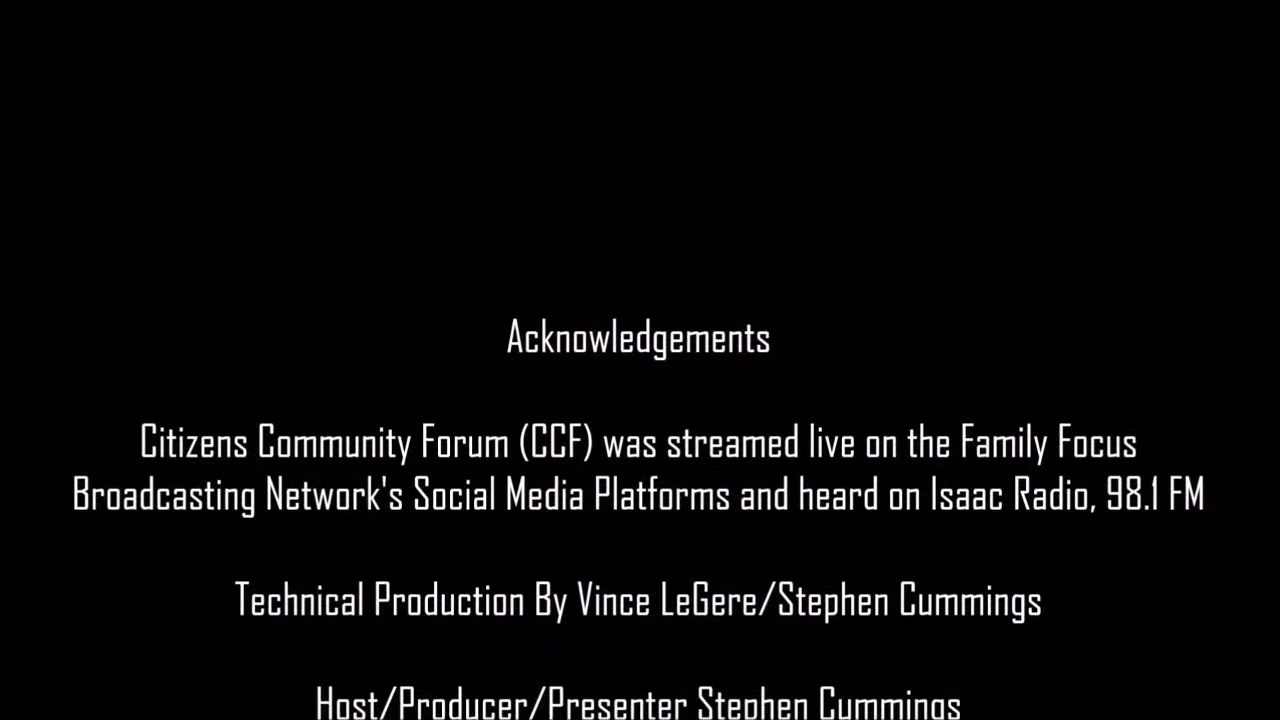 Acknowledgements
Citizens Community Forum (CCF) was streamed live on the Family Focus
Broadcasting Network's Social Media Platforms and heard on Isaac Radio, 98.1 FM
Technical Production By Vince LeGere/Stephen Cummings
Host/Producer/Presenter Stephen Cummings